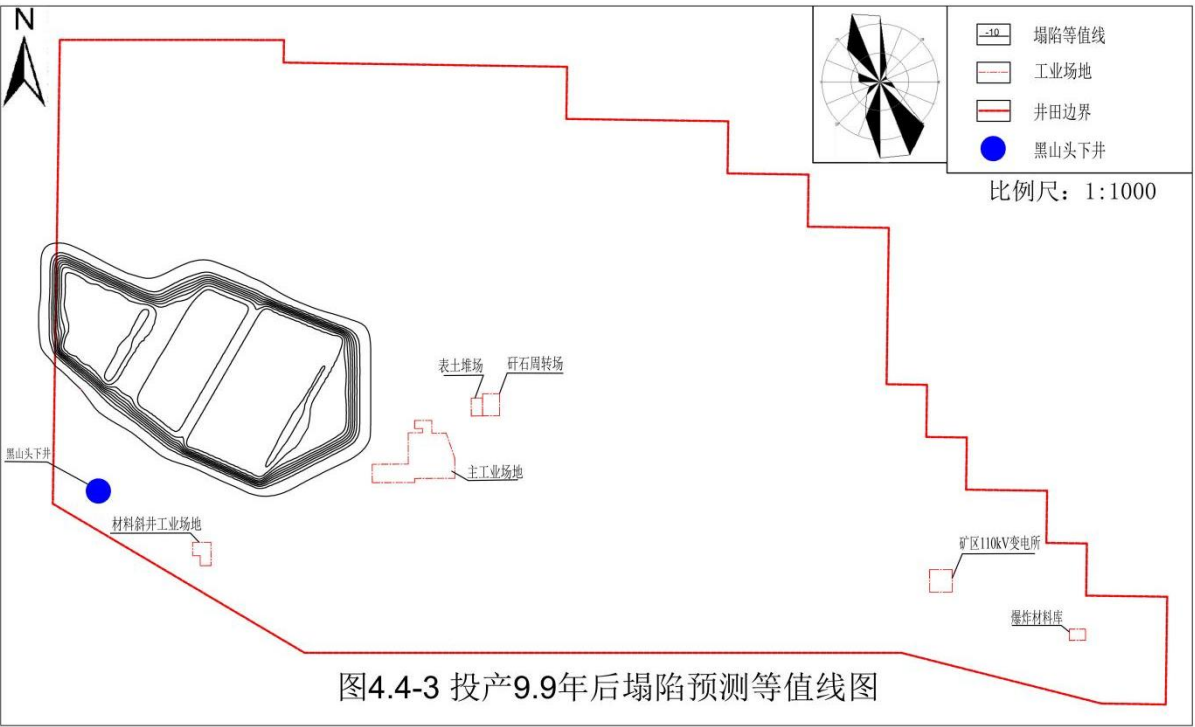 N
-10
塌陷等值线
工业场地
井田边界
黑山头下井
比例尺：1:1000
表土堆场
矸石周转场
主工业场地
黑山头下井
材料斜井工业场地
矿区110kV变电所
爆炸材料库
图4.4-3 投产9.9年后塌陷预测等值线图